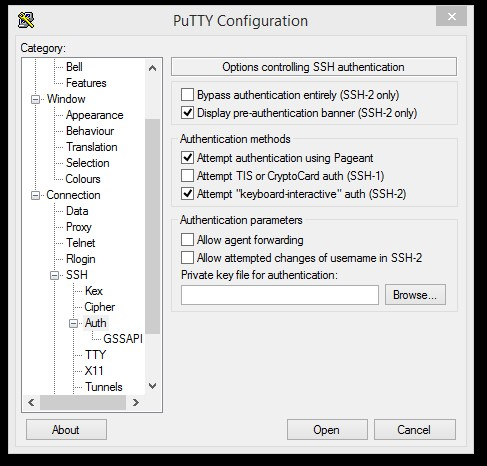 PuTTY Configuration
Category:
Bell
Features
Window
Appearance
Behaviour
Translation
Selection
Colours
Connection
Data
Proxy
Telnet
Rlogin
SSH
Kex
Cipher
Auth
GSSAPI
TTY
X11
Tunnels
Options controlling SSH authentication
Bypass authentication entirely (SSH-2 only)
Display pre-authentication banner (SSH-2 only)
Authentication methods
Attempt authentication using Pageant
Attempt TIS or CryptoCard auth (SSH-1)
Attempt "keyboard-interactive" auth (SSH-2)
Authentication parameters
Allow agent forwarding
Allow attempted changes of username in SSH-2
Private key file for authentication:
Browse...
About
Open
Cancel